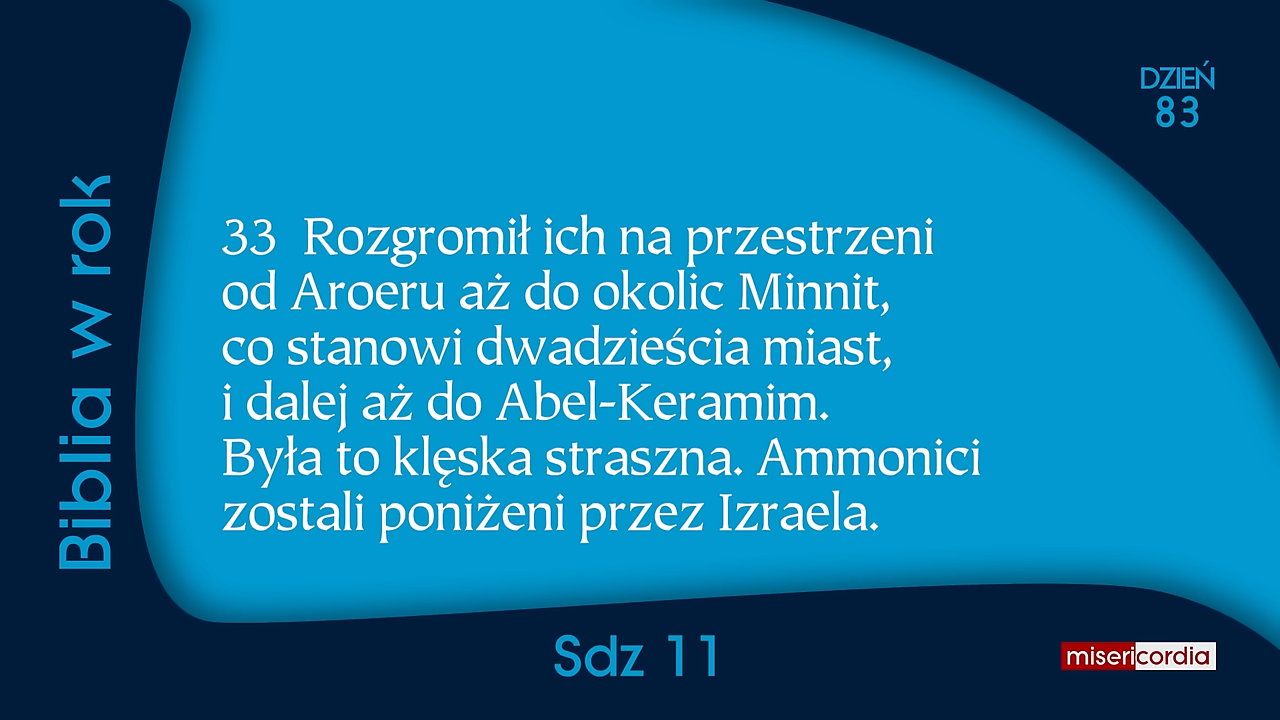 DZIEŃ
83
Biblia w rok
33 Rozgromił ich na przestrzeni
od Aroeru aż do okolic Minnit,
co stanowi dwadzieścia miast,
i dalej aż do Abel-Keramim.
Była to klęska straszna. Ammonici
zostali poniżeni przez Izraela.
Sdz 11
misericordia